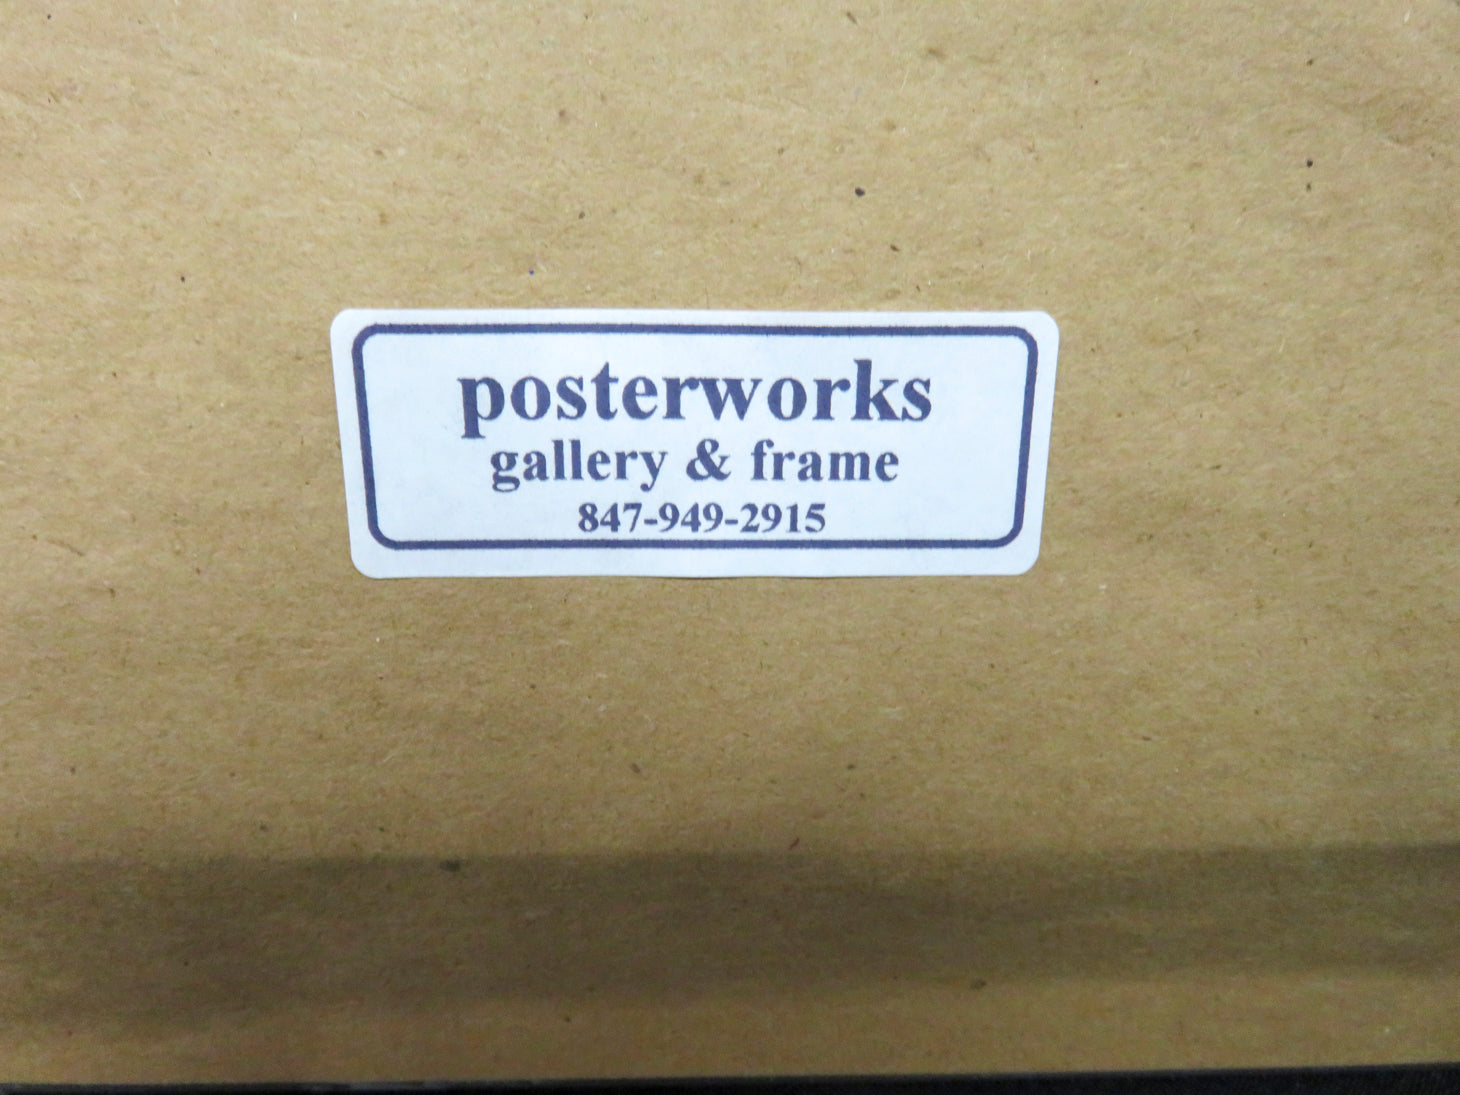 posterworks
gallery & frame
847-949-2915